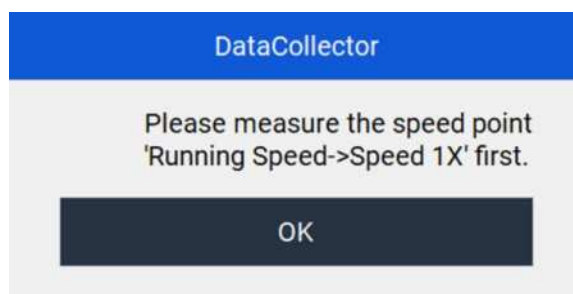 DataCollector
Please measure the speed point
'Running Speed->Speed 1X' first.
OK